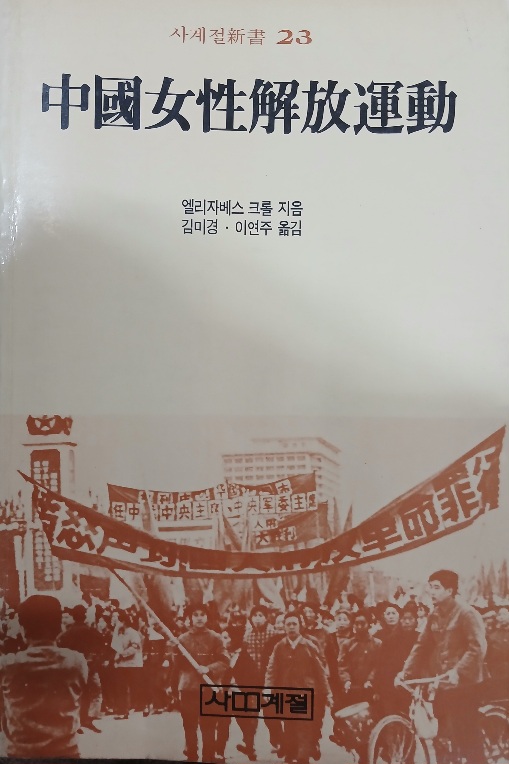 사계절新書 23
中國女性解放運動
엘리자베스 크롤 지음
김미경 · 이연주 옮김
사계절